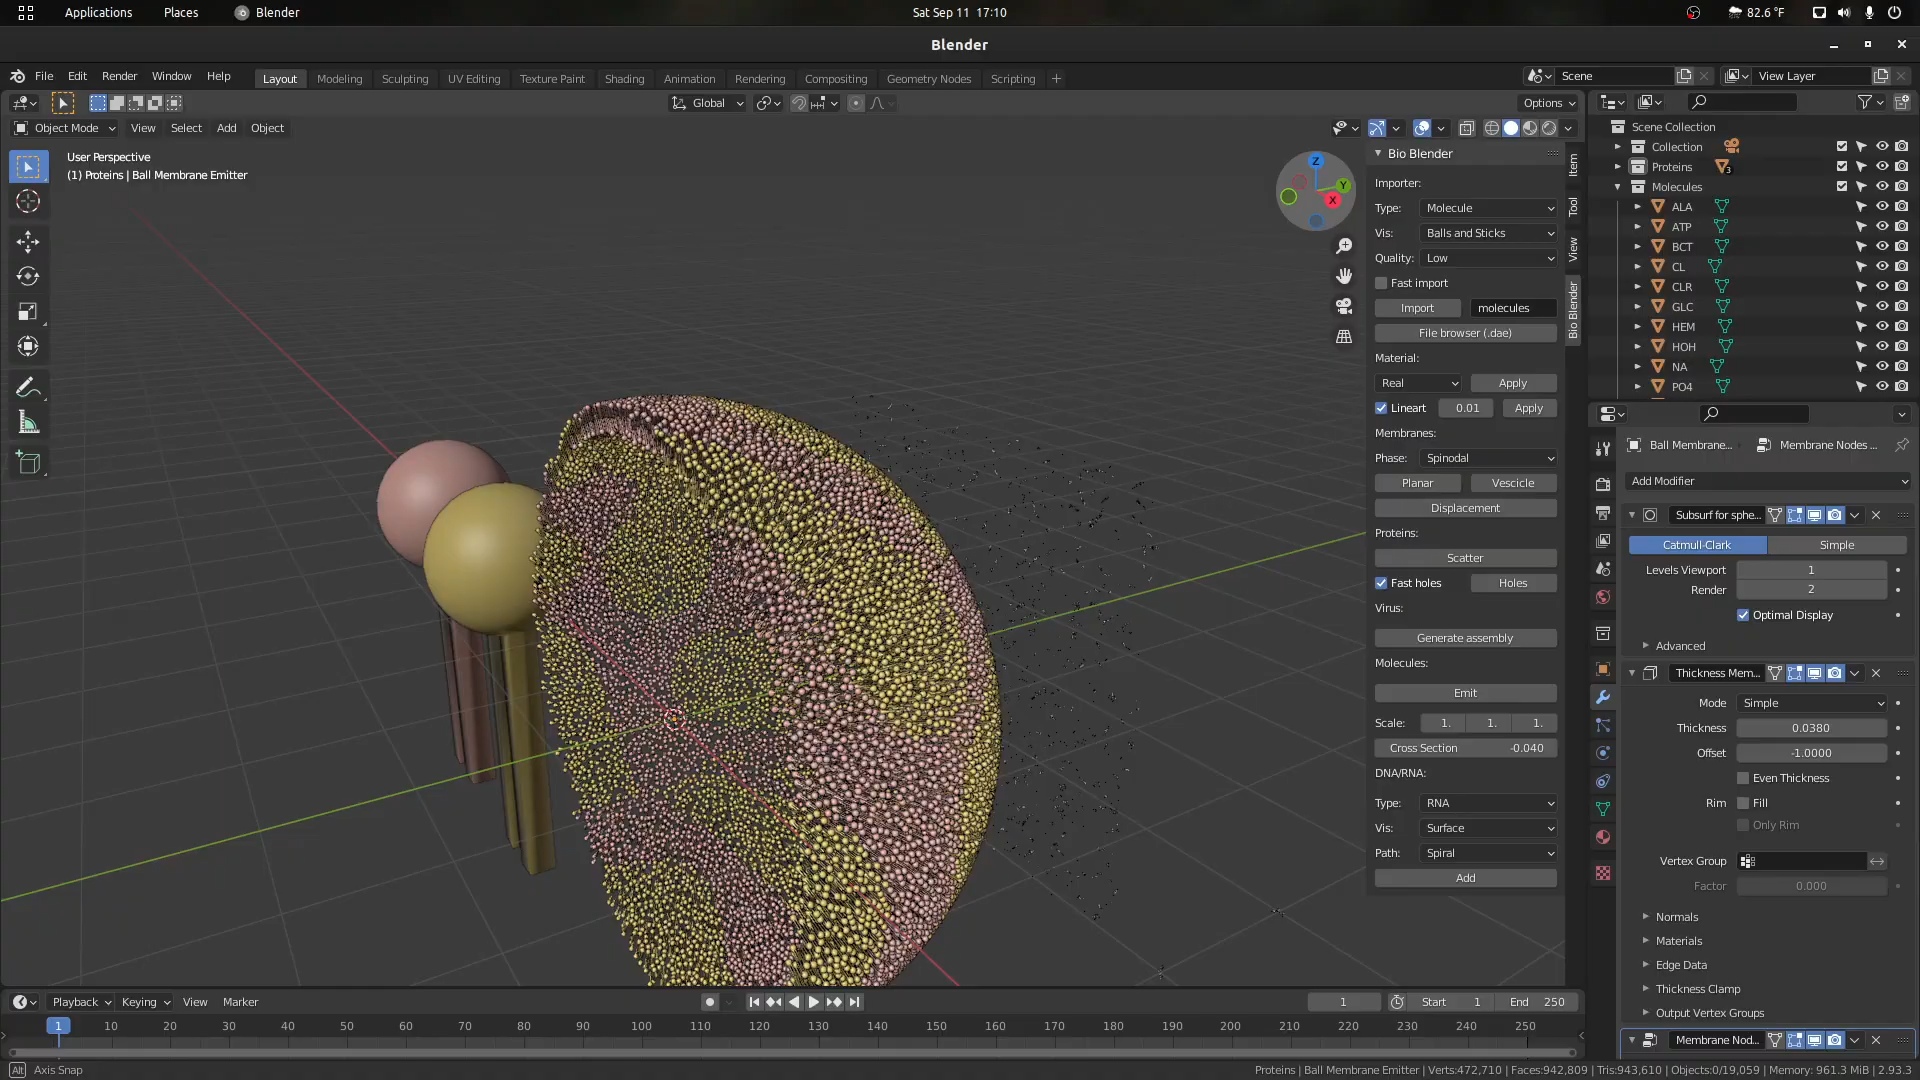 Applications Places Blender Sat Sep 11 17:10 82.6 °F
Blender
File Edit Render Window Help Layout Modeling Sculpting UV Editing Texture Paint Shading Animation Rendering Compositing Geometry Nodes Scripting + Scene View Layer
Global Options
Object Mode View Select Add Object
User Perspective
(1) Proteins | Ball Membrane Emitter
Z
Y
X
Bio Blender
Importer:
Type: Molecule
Vis: Balls and Sticks
Quality: Low
Fast import
Import molecules
File browser (.dae)
Material:
Real Apply
Lineart 0.01 Apply
Membranes:
Phase: Spinodal
Planar Vescicle
Displacement
Proteins:
Scatter
Fast holes Holes
Virus:
Generate assembly
Molecules:
Emit
Scale: 1. 1. 1.
Cross Section -0.040
DNA/RNA:
Type: RNA
Vis: Surface
Path: Spiral
Add
Item
Tool
View
Bio Blender
Scene Collection
Collection
Proteins 3
Molecules
ALA
ATP
BCT
CL
CLR
GLC
HEM
HOH
NA
PO4
Ball Membrane... Membrane Nodes ...
Add Modifier
Subsurf for sphe...
Catmull-Clark Simple
Levels Viewport 1
Render 2
Optimal Display
Advanced
Thickness Mem...
Mode Simple
Thickness 0.0380
Offset -1.0000
Even Thickness
Rim Fill
Only Rim
Vertex Group
Factor 0.000
Normals
Materials
Edge Data
Thickness Clamp
Output Vertex Groups
Membrane Nod...
Playback Keying View Marker 1 Start 1 End 250
1 10 20 30 40 50 60 70 80 90 100 110 120 130 140 150 160 170 180 190 200 210 220 230 240 250
Alt Axis Snap Proteins | Ball Membrane Emitter | Verts:472,710 | Faces:942,809 | Tris:943,610 | Objects:0/19,059 | Memory: 961.3 MiB | 2.93.3